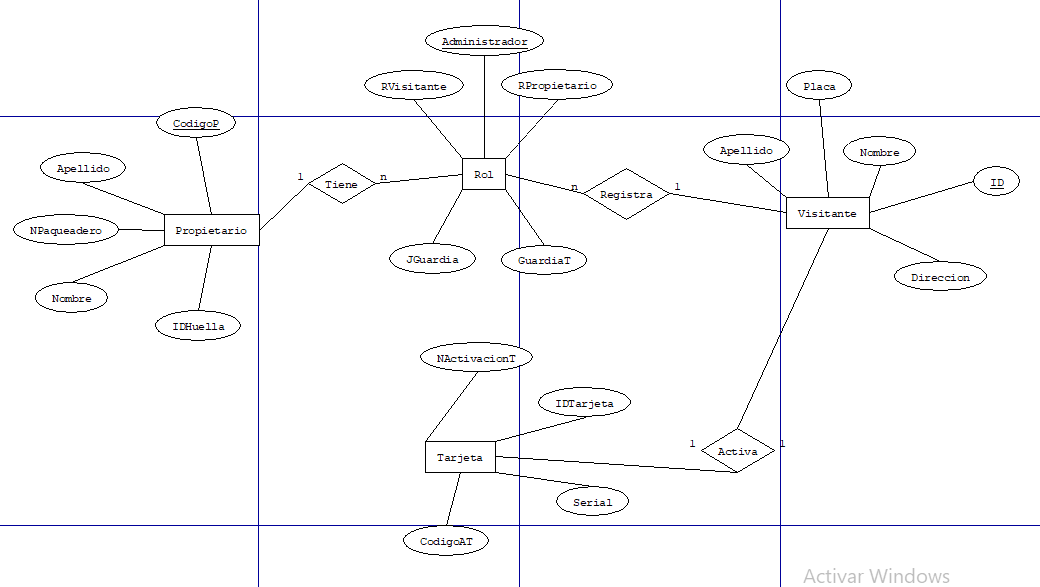 Administrador
RVisitante
RPropietario
Placa
CodigoP
Apellido
Nombre
Apellido
1
Tiene
n
Rol
n
Registra
1
ID
Visitante
NPaqueadero
Propietario
JGuardia
GuardiaT
Direccion
Nombre
IDHuella
NActivacionT
IDTarjeta
1
Activa
1
Tarjeta
Serial
CodigoAT
Activar Windows